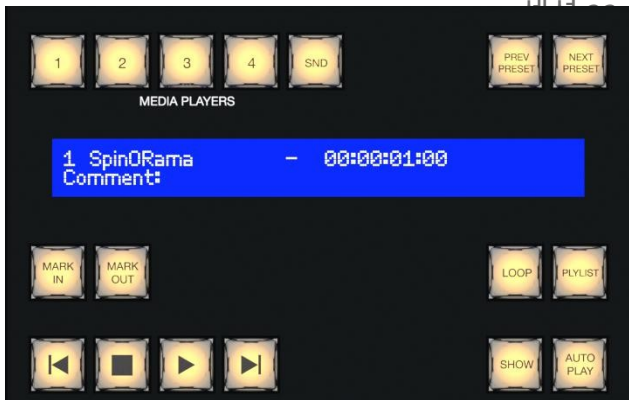 1 2 3 4 SND PREV PRESET NEXT PRESET
MEDIA PLAYERS
1 SpinORama - 00:00:01:00
Comment:
MARK IN MARK OUT LOOP PLYLIST
SHOW AUTO PLAY